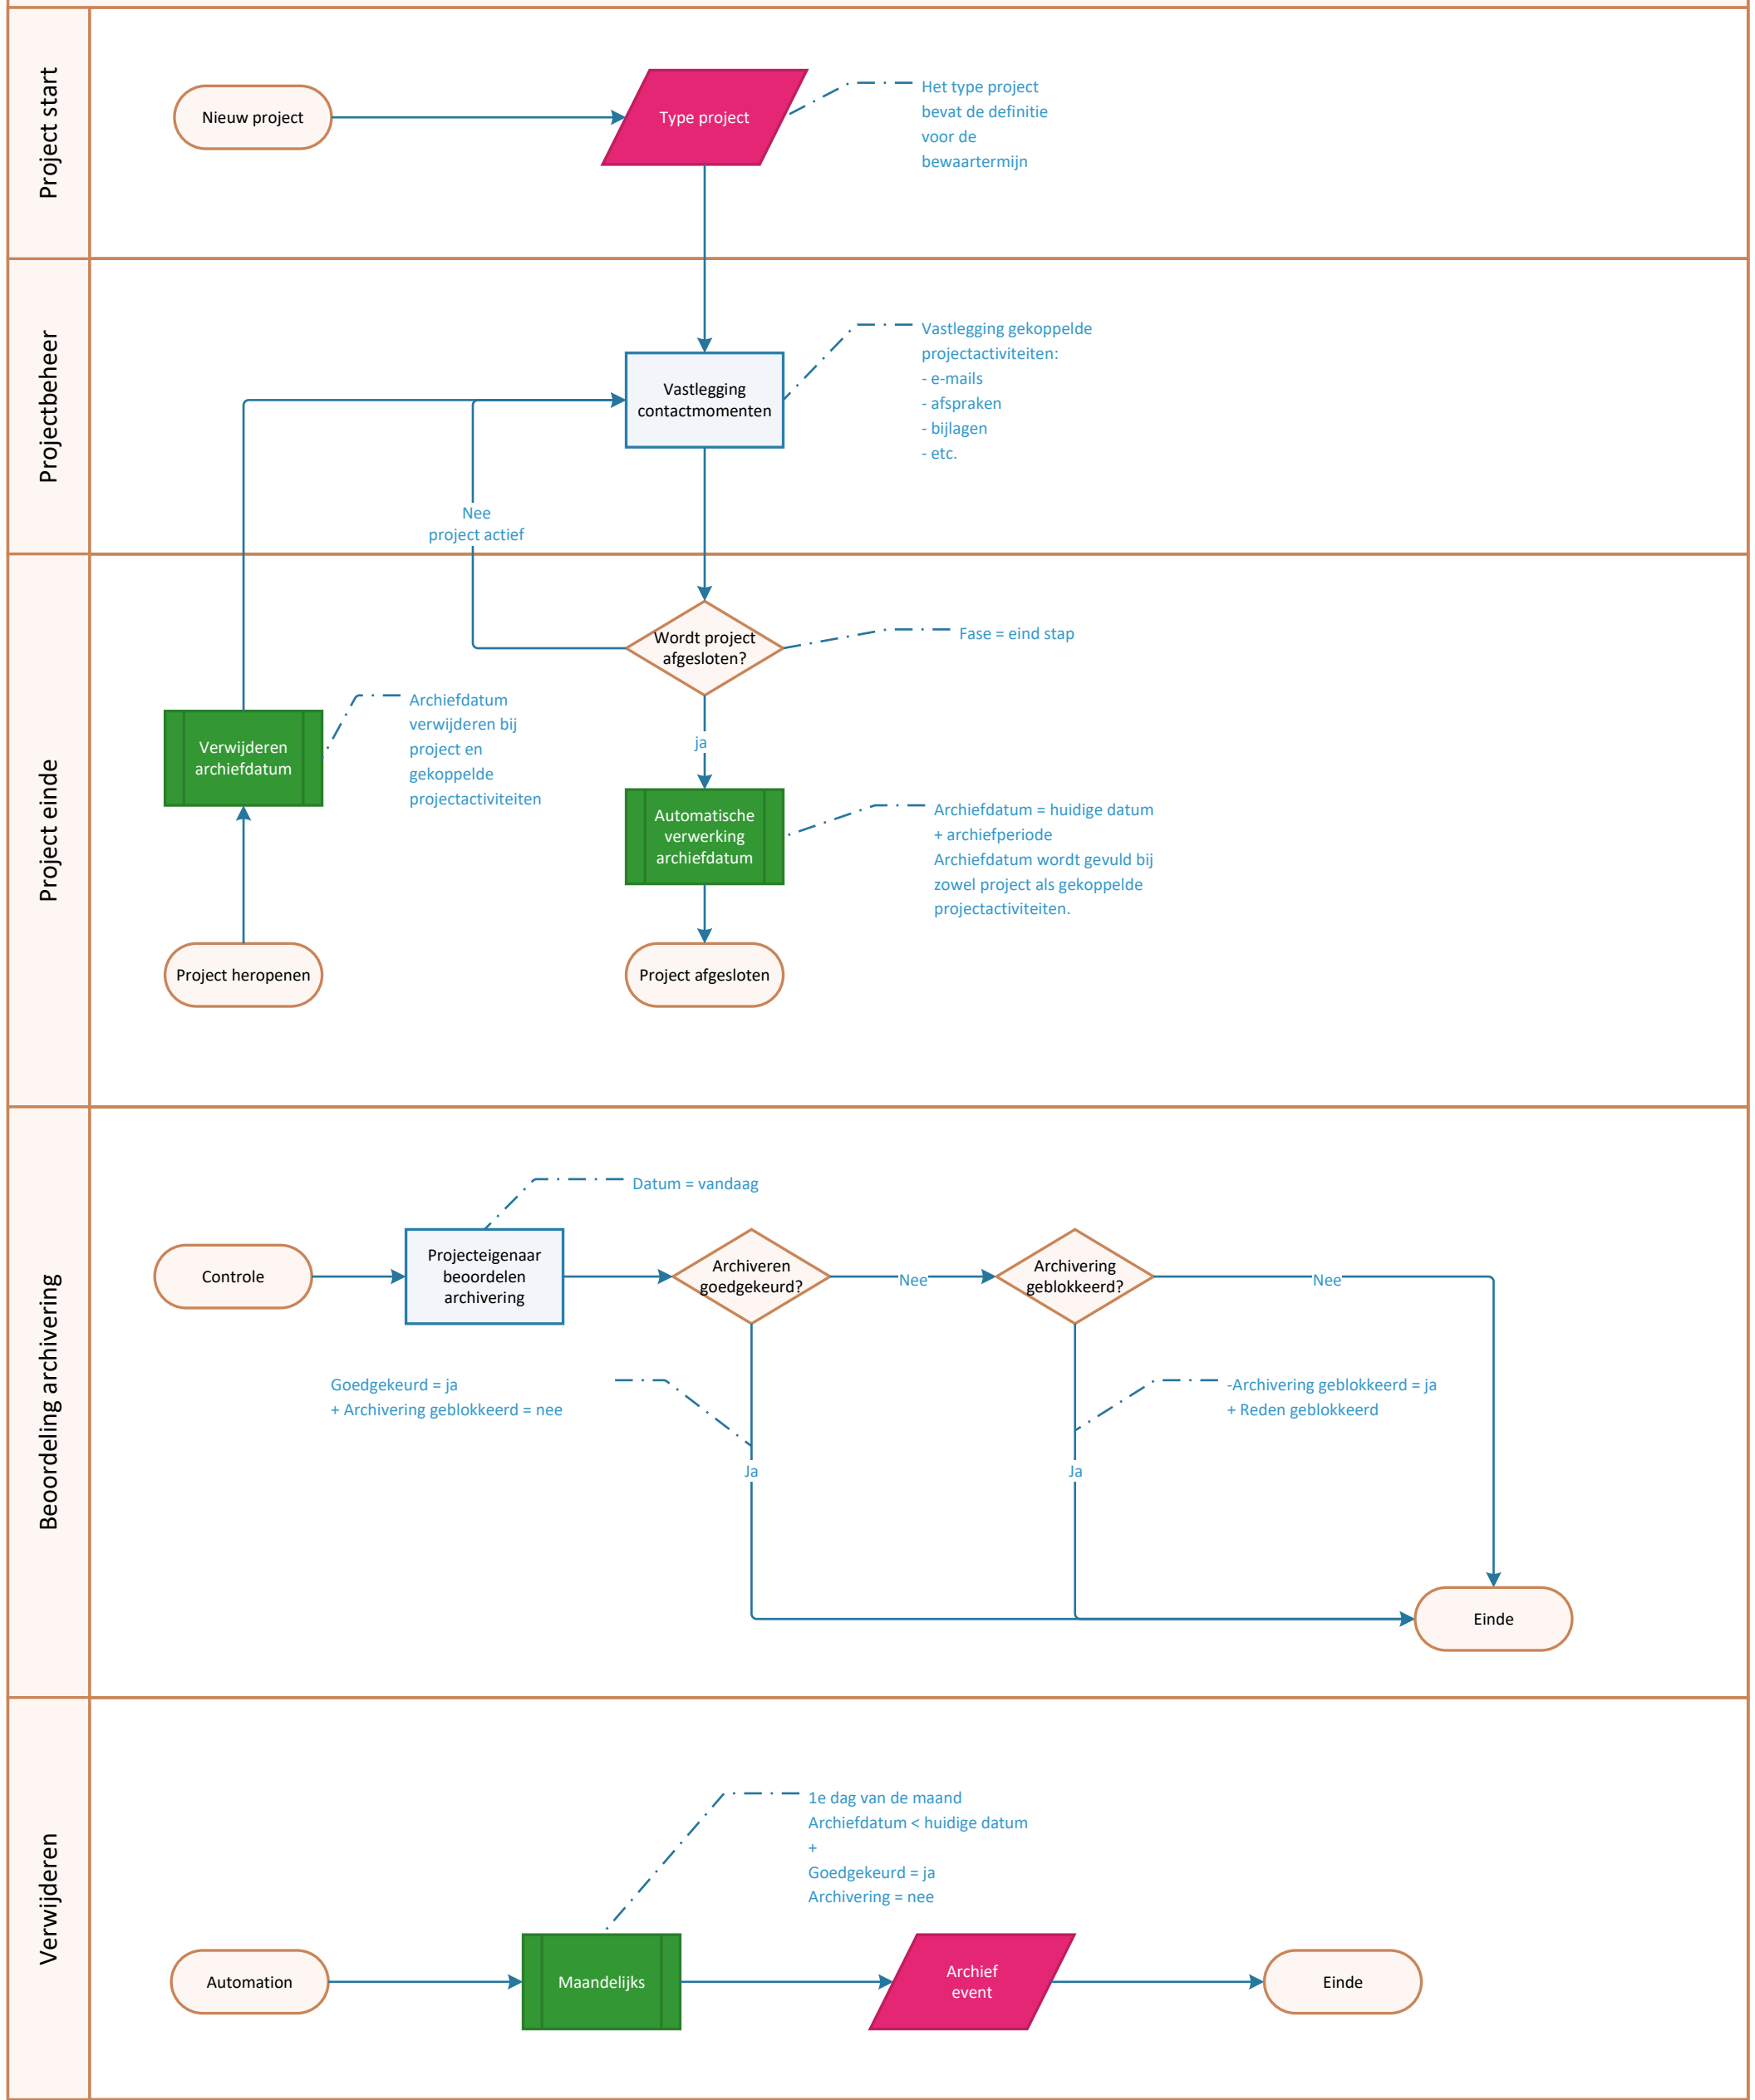 Project start
Nieuw project
Type project
Het type project
bevat de definitie
voor de
bewaartermijn
Projectbeheer
Vastlegging
contactmomenten
Vastlegging gekoppelde
projectactiviteiten:
- e-mails
- afspraken
- bijlagen
- etc.
Nee
project actief
Project einde
Wordt project
afgesloten?
Fase = eind stap
Verwijderen
archiefdatum
Archiefdatum
verwijderen bij
project en
gekoppelde
projectactiviteiten
ja
Automatische
verwerking
archiefdatum
Archiefdatum = huidige datum
+ archiefperiode
Archiefdatum wordt gevuld bij
zowel project als gekoppelde
projectactiviteiten.
Project heropenen
Project afgesloten
Beoordeling archivering
Datum = vandaag
Controle
Projecteigenaar
beoordelen
archivering
Archiveren
goedgekeurd?
Nee
Archivering
geblokkeerd?
Nee
Goedgekeurd = ja
+ Archivering geblokkeerd = nee
-Archivering geblokkeerd = ja
+ Reden geblokkeerd
Ja
Ja
Einde
Verwijderen
1e dag van de maand
Archiefdatum < huidige datum
+
Goedgekeurd = ja
Archivering = nee
Automation
Maandelijks
Archief
event
Einde